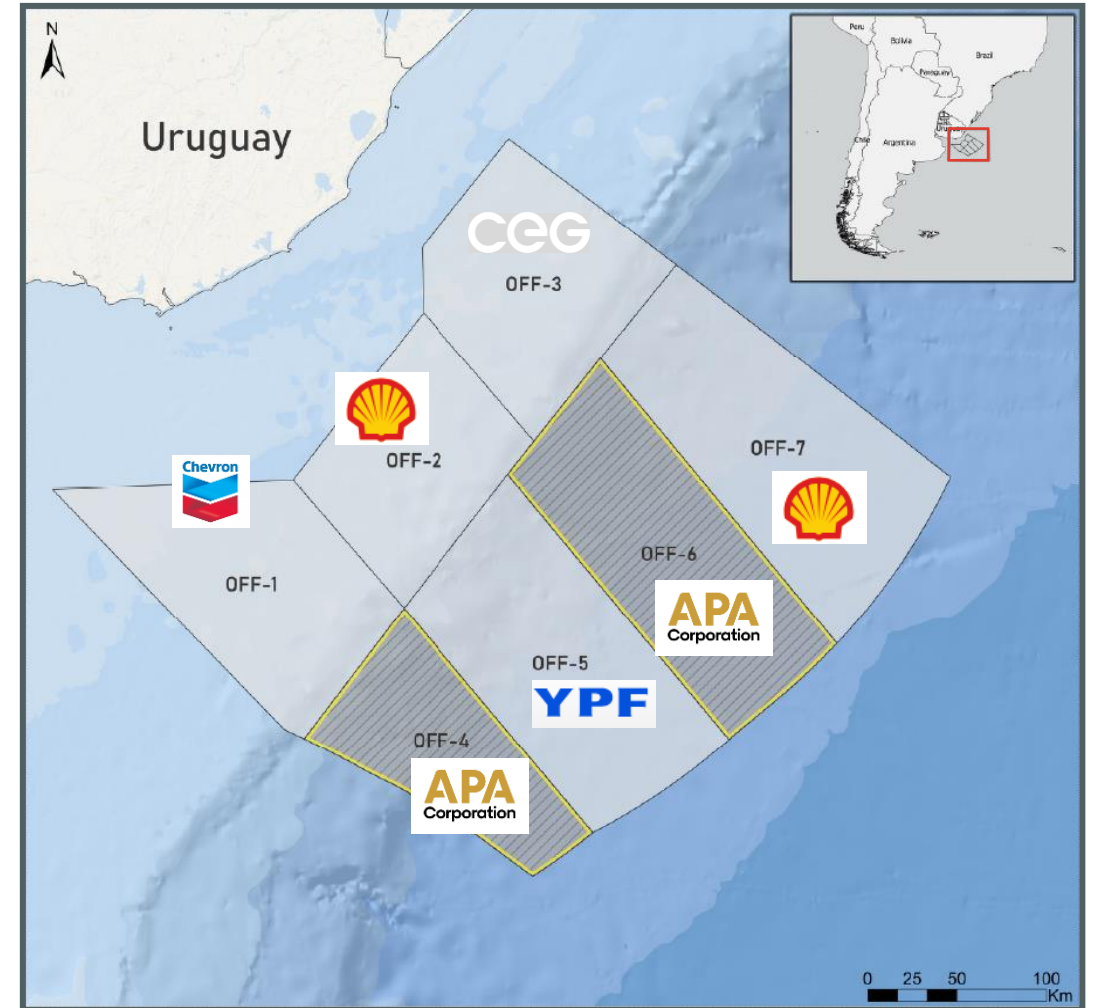 N
Uruguay
Peru
Bolivia
Brazil
Paraguay
Uruguay
Chile
Argentina
CEG
OFF-3
OFF-2
Chevron
OFF-7
OFF-1
OFF-6
APA
Corporation
OFF-5
YPF
OFF-4
APA
Corporation
0 25 50 100
Km